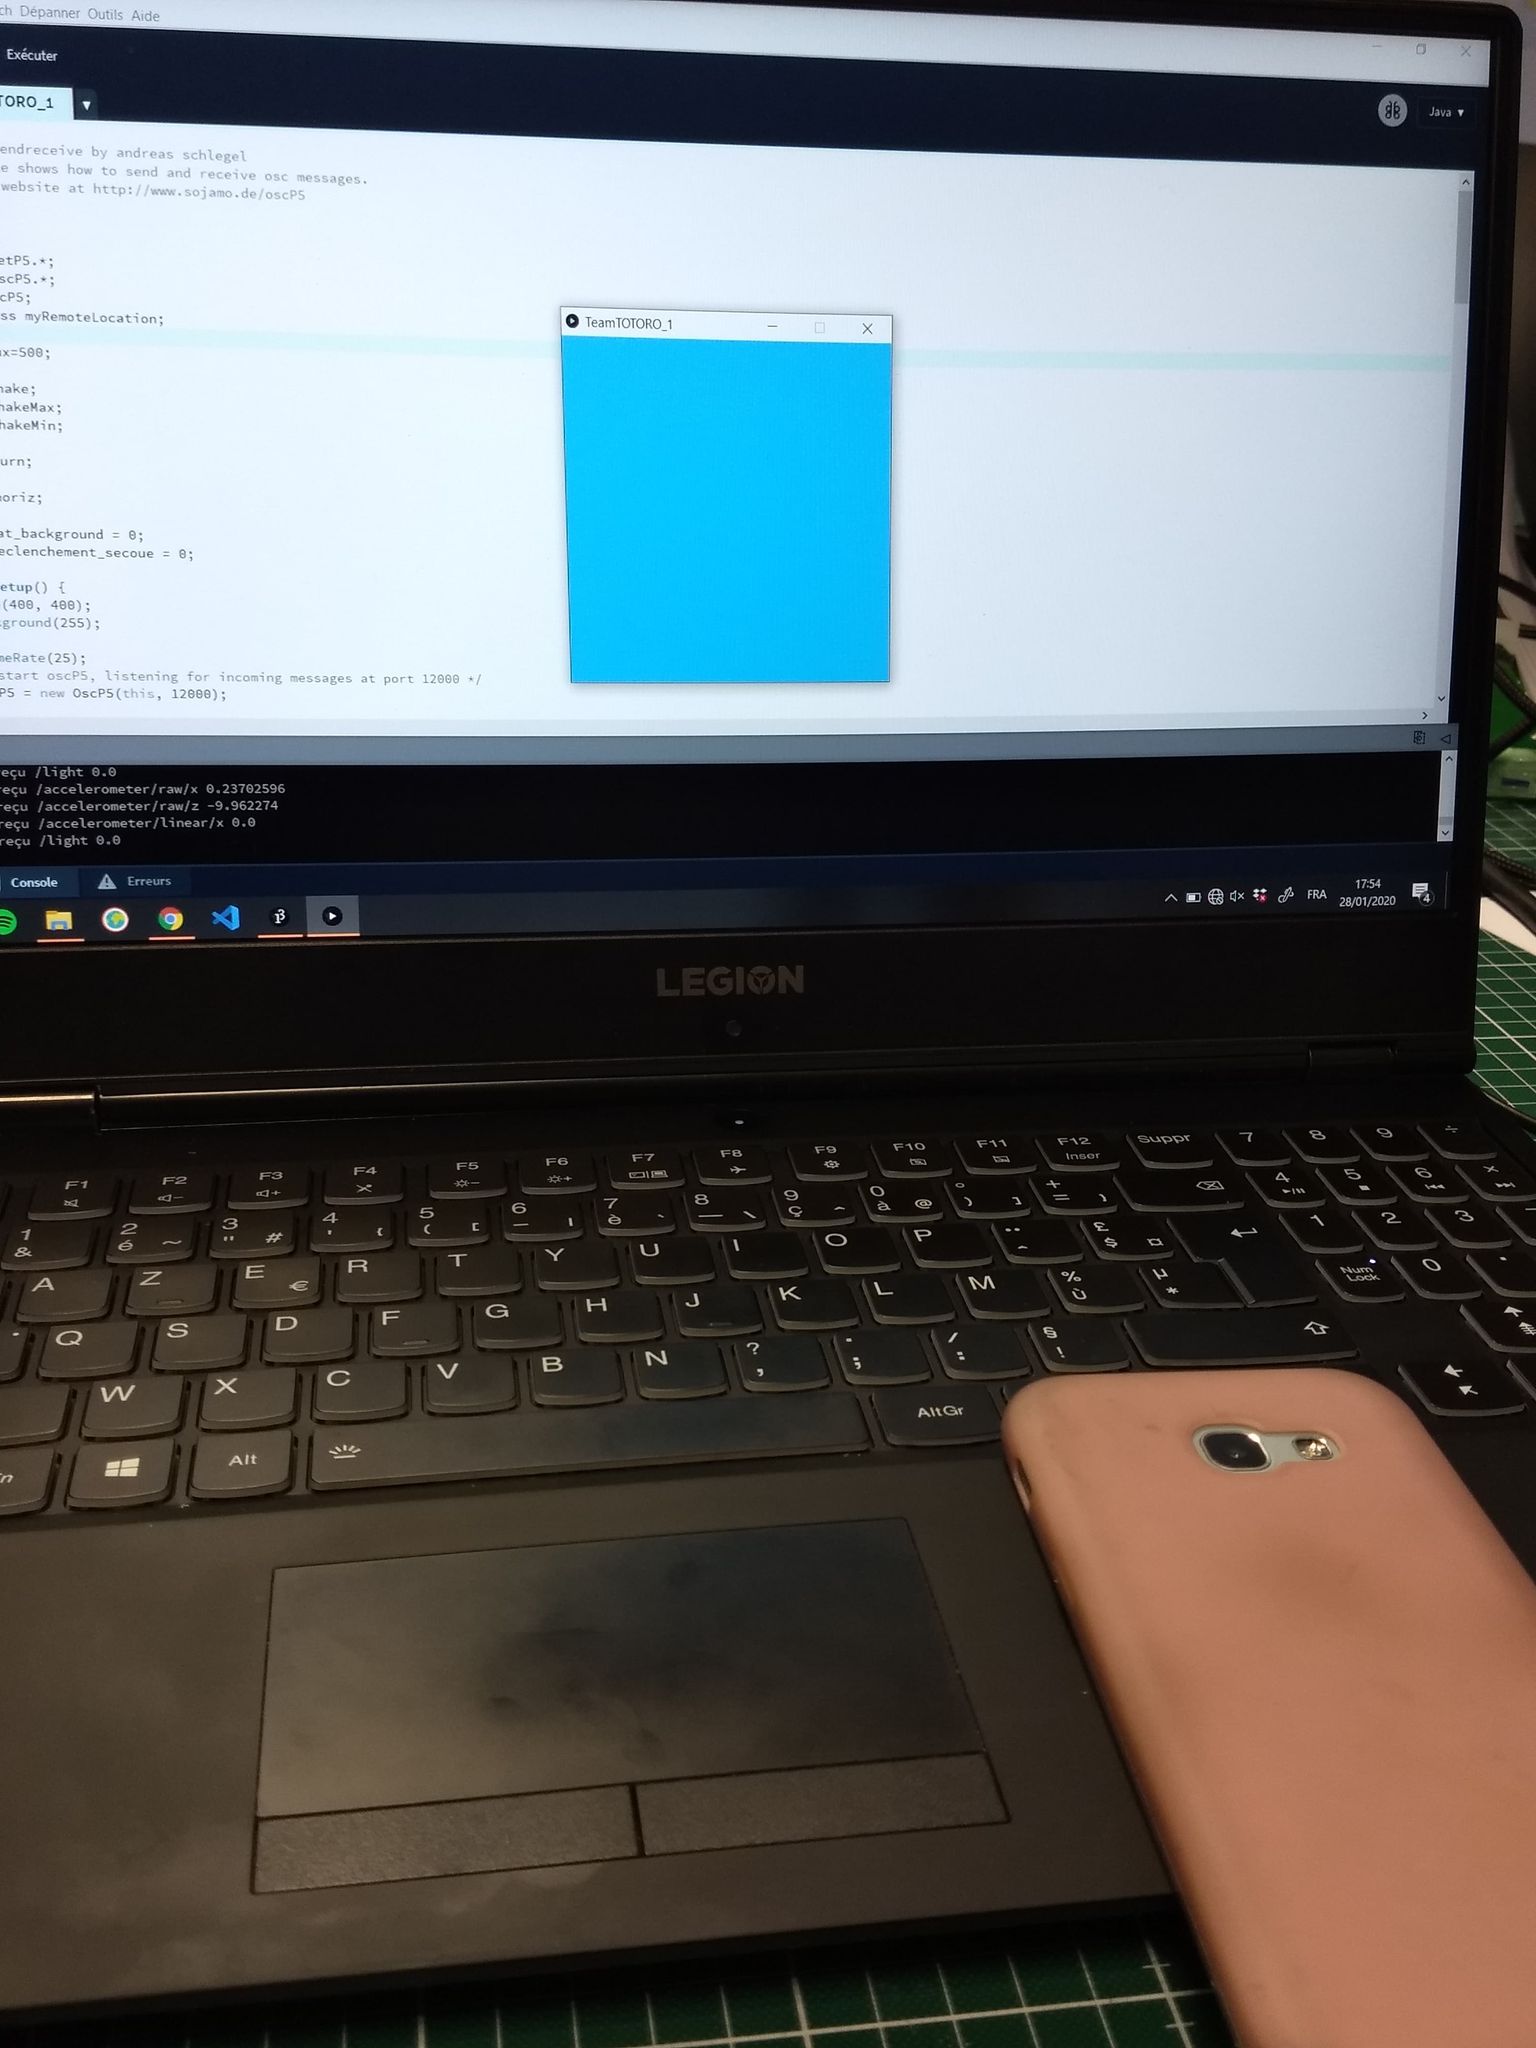 ch Dépanner Outils Aide
Exécuter
TORO_1
Java
endreceive by andreas schlegel
e shows how to send and receive osc messages.
website at http://www.sojamo.de/oscP5
etP5.*;
scP5.*;
cP5;
ss myRemoteLocation;
x=500;
hake;
hakeMax;
hakeMin;
urn;
horiz;
at_background = 0;
eclenchement_secoue = 0;
etup() {
(400, 400);
ground(255);
meRate(25);
start oscP5, listening for incoming messages at port 12000 */
P5 = new OscP5(this, 12000);
TeamTOTORO_1
reçu /light 0.0
reçu /accelerometer/raw/x 0.23702596
reçu /accelerometer/raw/z -9.962274
reçu /accelerometer/linear/x 0.0
reçu /light 0.0
Console
Erreurs
FRA
17:54
28/01/2020
4
LEGION
F1 F2 F3 F4 F5 F6 F7 F8 F9 F10 F11 F12 Inser Suppr 7 8 9 ÷
1 & 2 é ~ 3 " # 4 ' { 5 ( [ 6 - | 7 è ` 8 _ \ 9 ç ^ 0 à @ ° ) ] + = } 4 5 6 ×
A Z E € R T Y U I O P ¨ ^ £ $ ¤ 1 2 3
Q S D F G H J K L M % ù µ * Num Lock 0 .
W X C V B N ? , . ; / : § !
n Alt AltGr